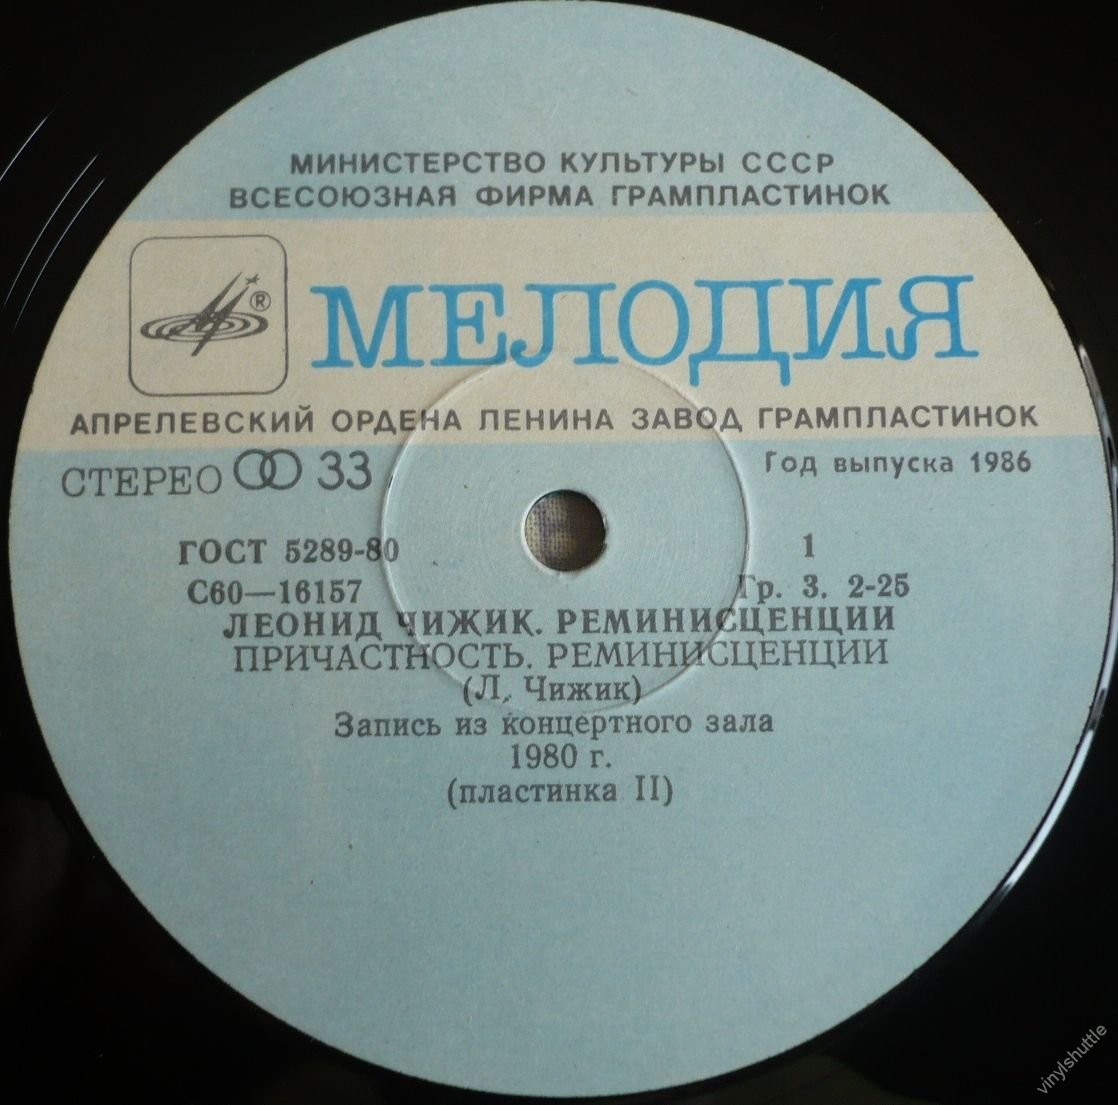 МИНИСТЕРСТВО КУЛЬТУРЫ СССР
ВСЕСОЮЗНАЯ ФИРМА ГРАМПЛАСТИНОК
®
МЕЛОДИЯ
АПРЕЛЕВСКИЙ ОРДЕНА ЛЕНИНА ЗАВОД ГРАМПЛАСТИНОК
СТЕРЕО 33 Год выпуска 1986
ГОСТ 5289-80 1
С60—16157 Гр. 3. 2-25
ЛЕОНИД ЧИЖИК. РЕМИНИСЦЕНЦИИ
ПРИЧАСТНОСТЬ. РЕМИНИСЦЕНЦИИ
(Л. Чижик)
Запись из концертного зала
1980 г.
(пластинка II)
vinylshuttle